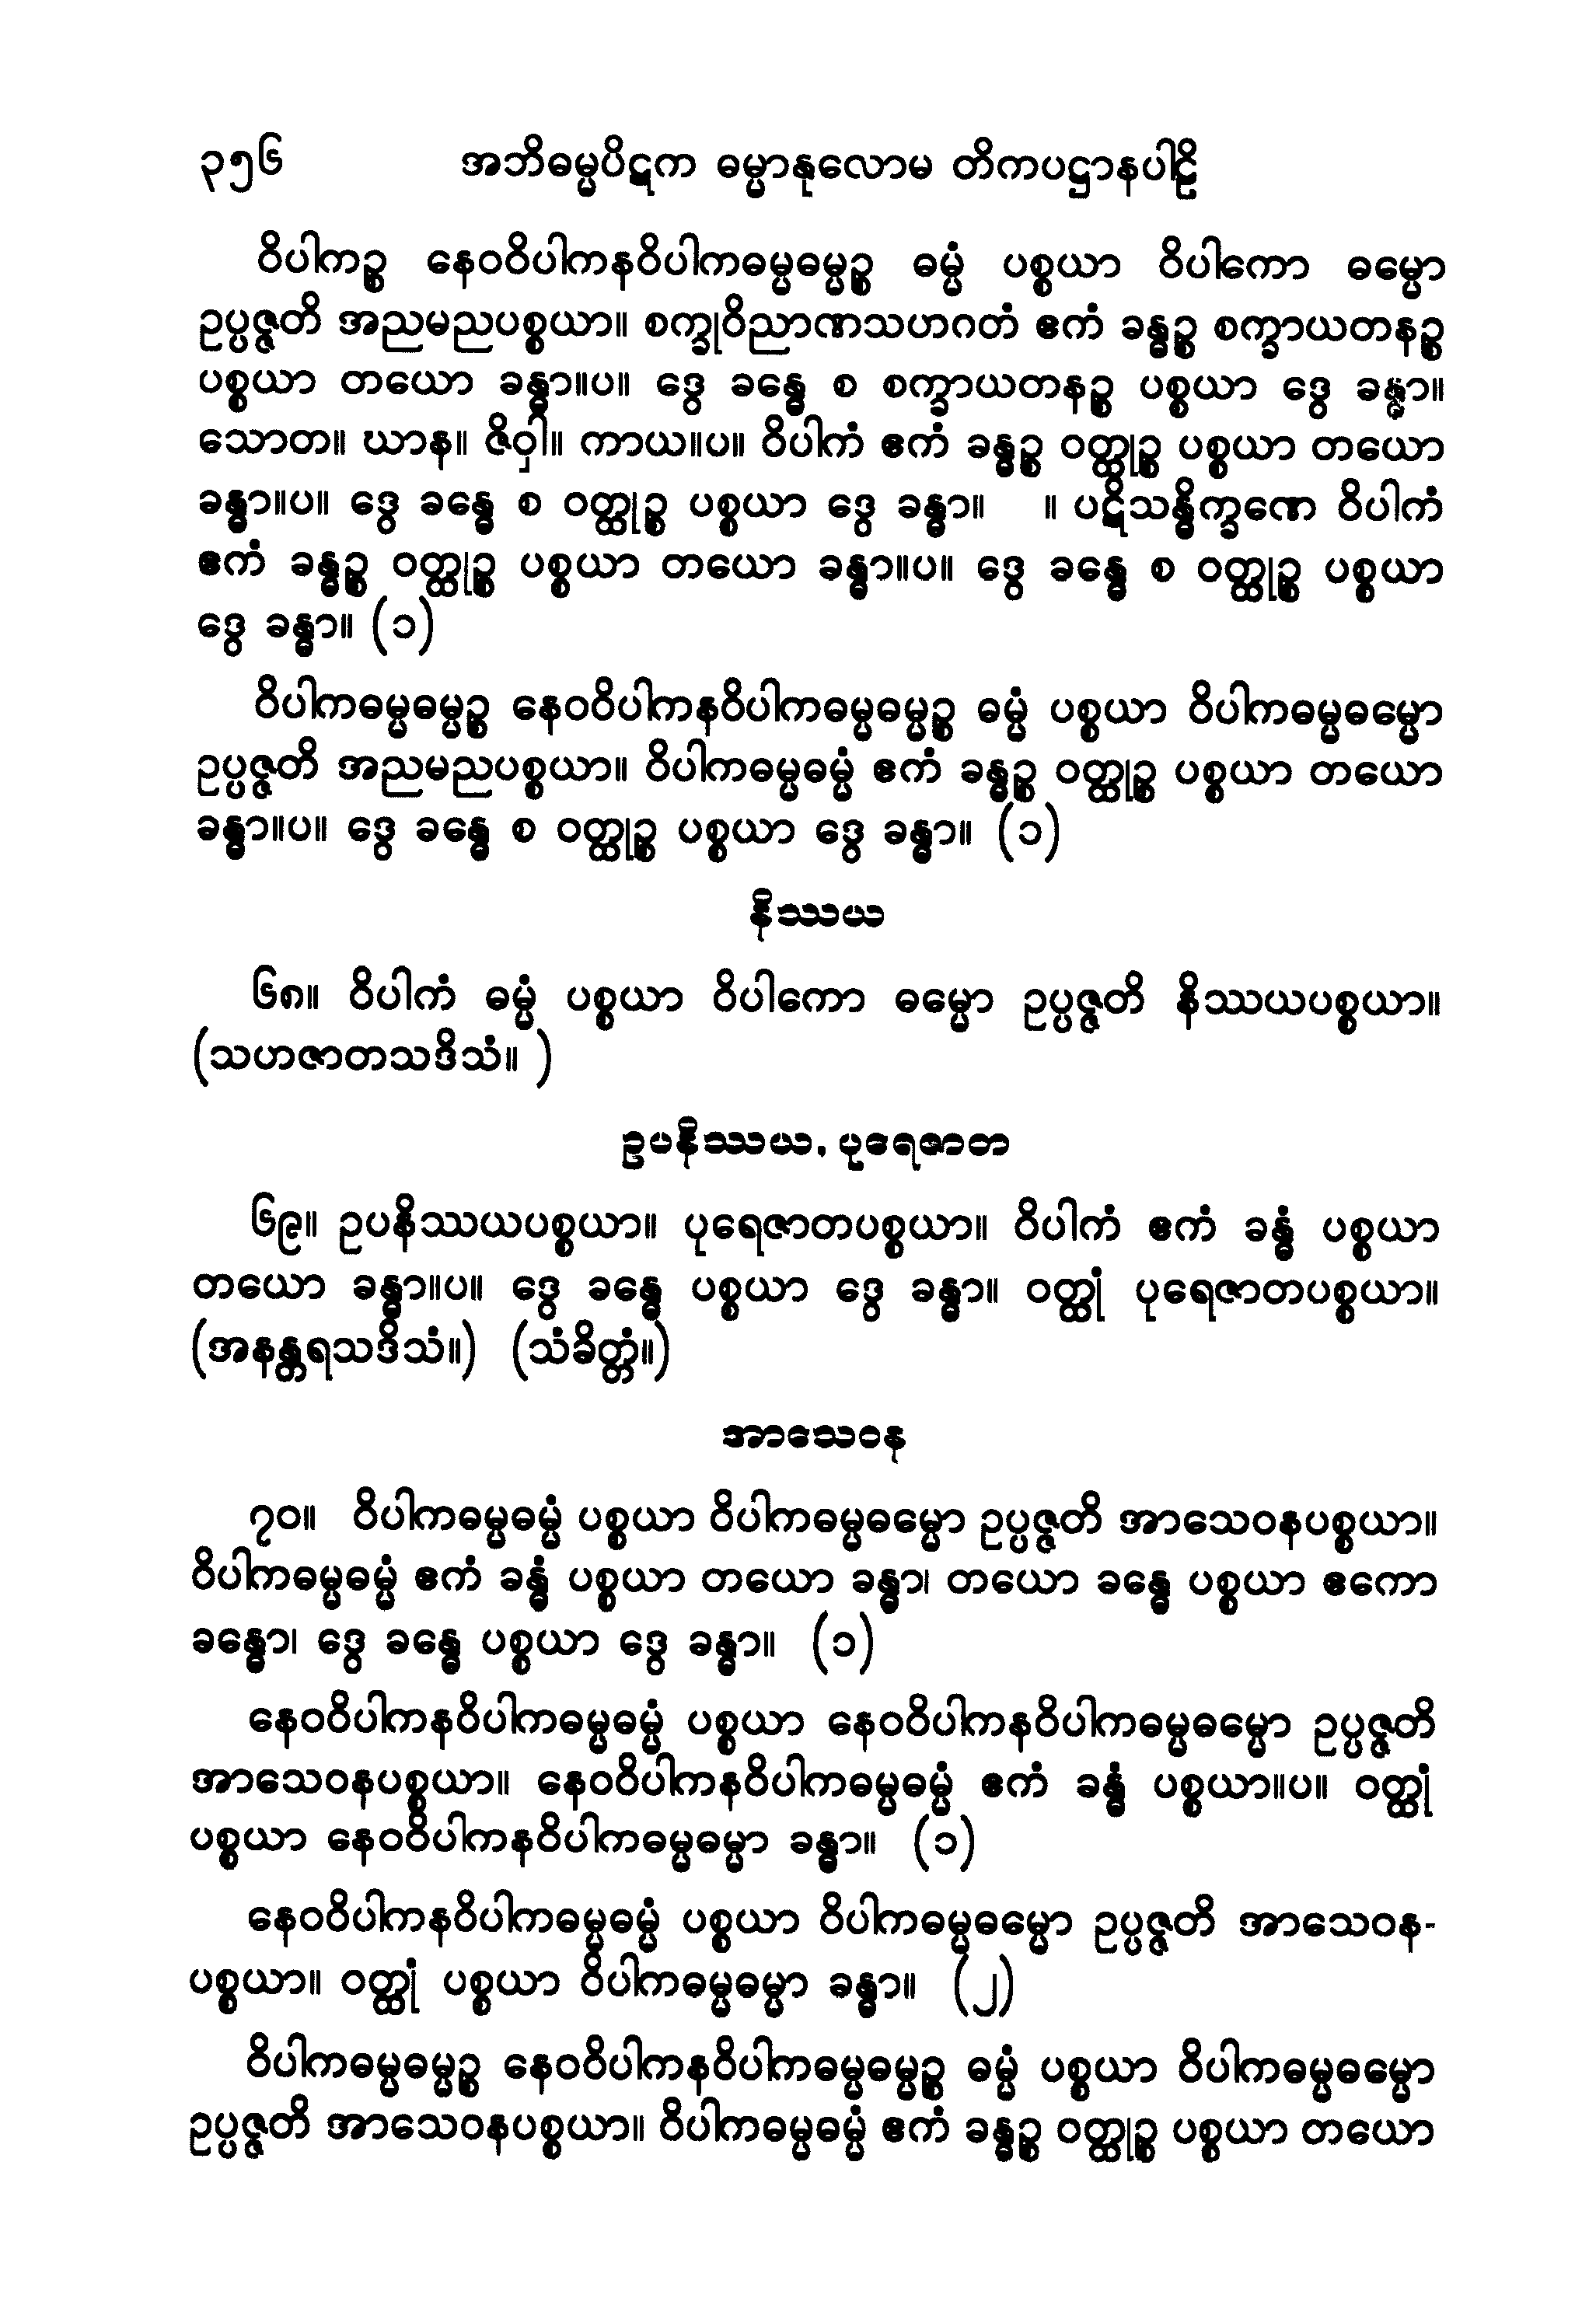 ၃၅၆ အဘိဓမ္မပိဋက ဓမ္မာနုလောမ တိကပဋ္ဌာနပါဠိ
ဝိပါကဉ္စ နေဝဝိပါကနဝိပါကဓမ္မဓမ္မဉ္စ ဓမ္မံ ပစ္စယာ ဝိပါကော ဓမ္မော
ဥပ္ပဇ္ဇတိ အညမညပစ္စယာ။ စက္ခုဝိညာဏသဟဂတံ ဧကံ ခန္ဓဉ္စ စက္ခာယတနဉ္စ
ပစ္စယာ တယော ခန္ဓာ။ပ။ ဒွေ ခန္ဓေ စ စက္ခာယတနဉ္စ ပစ္စယာ ဒွေ ခန္ဓာ။
သောတ။ ဃာန။ ဇိဝှါ။ ကာယ။ပ။ ဝိပါကံ ဧကံ ခန္ဓဉ္စ ဝတ္ထုဉ္စ ပစ္စယာ တယော
ခန္ဓာ။ပ။ ဒွေ ခန္ဓေ စ ဝတ္ထုဉ္စ ပစ္စယာ ဒွေ ခန္ဓာ။ ။ ပဋိသန္ဓိက္ခဏေ ဝိပါကံ
ဧကံ ခန္ဓဉ္စ ဝတ္ထုဉ္စ ပစ္စယာ တယော ခန္ဓာ။ပ။ ဒွေ ခန္ဓေ စ ဝတ္ထုဉ္စ ပစ္စယာ
ဒွေ ခန္ဓာ။ (၁)
ဝိပါကဓမ္မဓမ္မဉ္စ နေဝဝိပါကနဝိပါကဓမ္မဓမ္မဉ္စ ဓမ္မံ ပစ္စယာ ဝိပါကဓမ္မဓမ္မော
ဥပ္ပဇ္ဇတိ အညမညပစ္စယာ။ ဝိပါကဓမ္မဓမ္မံ ဧကံ ခန္ဓဉ္စ ဝတ္ထုဉ္စ ပစ္စယာ တယော
ခန္ဓာ။ပ။ ဒွေ ခန္ဓေ စ ဝတ္ထုဉ္စ ပစ္စယာ ဒွေ ခန္ဓာ။ (၁)
နိဿယ
၆၈။ ဝိပါကံ ဓမ္မံ ပစ္စယာ ဝိပါကော ဓမ္မော ဥပ္ပဇ္ဇတိ နိဿယပစ္စယာ။
(သဟဇာတသဒိသံ။ )
ဥပနိဿယ, ပုရေဇာတ
၆၉။ ဥပနိဿယပစ္စယာ။ ပုရေဇာတပစ္စယာ။ ဝိပါကံ ဧကံ ခန္ဓံ ပစ္စယာ
တယော ခန္ဓာ။ပ။ ဒွေ ခန္ဓေ ပစ္စယာ ဒွေ ခန္ဓာ။ ဝတ္ထုံ ပုရေဇာတပစ္စယာ။
(အနန္တရသဒိသံ။) (သံခိတ္တံ။)
အာသေဝန
၇၀။ ဝိပါကဓမ္မဓမ္မံ ပစ္စယာ ဝိပါကဓမ္မဓမ္မော ဥပ္ပဇ္ဇတိ အာသေဝနပစ္စယာ။
ဝိပါကဓမ္မဓမ္မံ ဧကံ ခန္ဓံ ပစ္စယာ တယော ခန္ဓာ၊ တယော ခန္ဓေ ပစ္စယာ ဧကော
ခန္ဓော၊ ဒွေ ခန္ဓေ ပစ္စယာ ဒွေ ခန္ဓာ။ (၁)
နေဝဝိပါကနဝိပါကဓမ္မဓမ္မံ ပစ္စယာ နေဝဝိပါကနဝိပါကဓမ္မဓမ္မော ဥပ္ပဇ္ဇတိ
အာသေဝနပစ္စယာ။ နေဝဝိပါကနဝိပါကဓမ္မဓမ္မံ ဧကံ ခန္ဓံ ပစ္စယာ။ပ။ ဝတ္ထုံ
ပစ္စယာ နေဝဝိပါကနဝိပါကဓမ္မဓမ္မာ ခန္ဓာ။ (၁)
နေဝဝိပါကနဝိပါကဓမ္မဓမ္မံ ပစ္စယာ ဝိပါကဓမ္မဓမ္မော ဥပ္ပဇ္ဇတိ အာသေဝန-
ပစ္စယာ။ ဝတ္ထုံ ပစ္စယာ ဝိပါကဓမ္မဓမ္မာ ခန္ဓာ။ (၂)
ဝိပါကဓမ္မဓမ္မဉ္စ နေဝဝိပါကနဝိပါကဓမ္မဓမ္မဉ္စ ဓမ္မံ ပစ္စယာ ဝိပါကဓမ္မဓမ္မော
ဥပ္ပဇ္ဇတိ အာသေဝနပစ္စယာ။ ဝိပါကဓမ္မဓမ္မံ ဧကံ ခန္ဓဉ္စ ဝတ္ထုဉ္စ ပစ္စယာ တယော